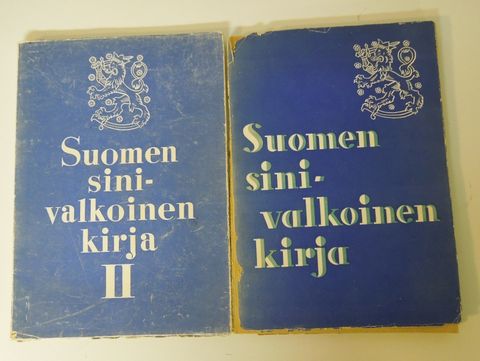 Suomen
sini-
valkoinen
kirja
II
Suomen
sini-
valkoinen
kirja